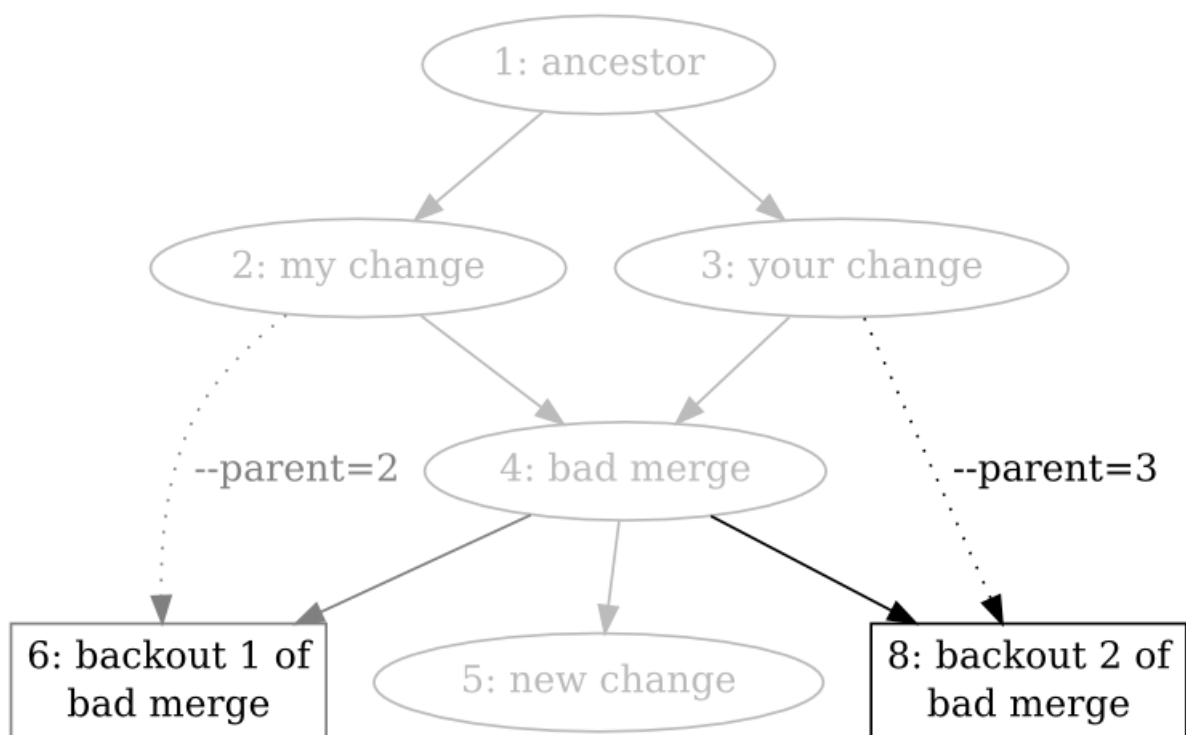 1: ancestor
2: my change
3: your change
--parent=2
4: bad merge
--parent=3
6: backout 1 of
bad merge
5: new change
8: backout 2 of
bad merge